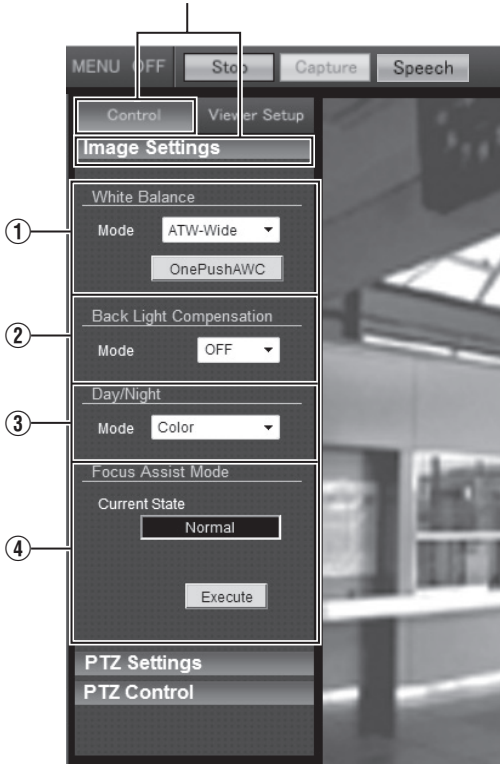 MENU OFF Stop Capture Speech
Control Viewer Setup
Image Settings
① White Balance
Mode ATW-Wide
OnePushAWC
② Back Light Compensation
Mode OFF
③ Day/Night
Mode Color
④ Focus Assist Mode
Current State
Normal
Execute
PTZ Settings
PTZ Control